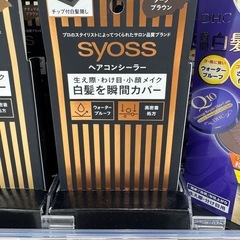 チップ付白髪隠し
ブラウン
プロのスタイリストによってつくられたサロン品質ブランド
syoss
ヘアコンシーラー
生え際・わけ目・小顔メイク
白髪を瞬間カバー
ウォータープルーフ
高密着処方
DHC
白髪
Q10
ウォーター
プルーフ